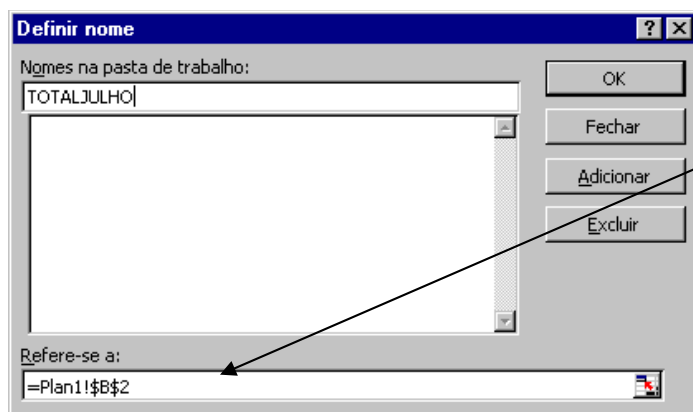 Definir nome
Nomes na pasta de trabalho:
TOTALJULHO
OK
Fechar
Adicionar
Excluir
Refere-se a:
=Plan1!$B$2